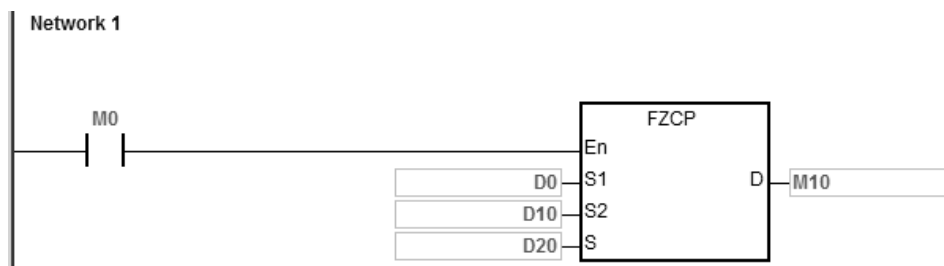 Network 1
M0
FZCP
En
D0 S1 D M10
D10 S2
D20 S